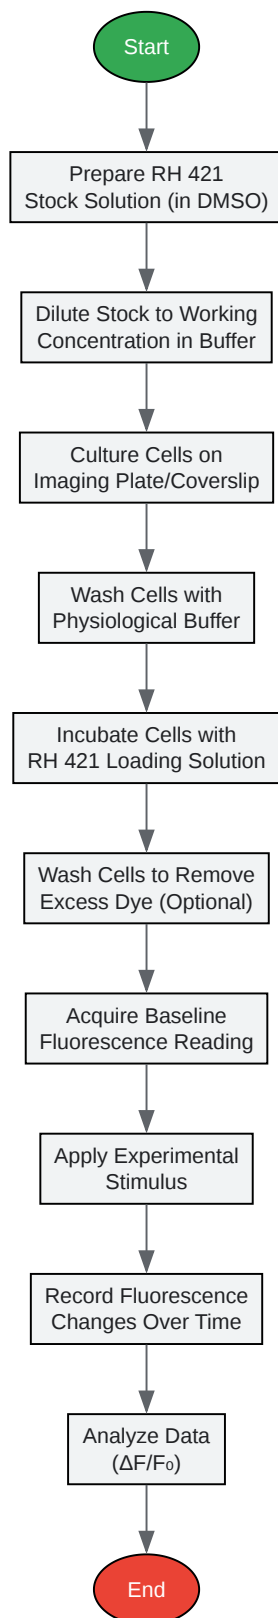 Start
Prepare RH 421
Stock Solution (in DMSO)
Dilute Stock to Working
Concentration in Buffer
Culture Cells on
Imaging Plate/Coverslip
Wash Cells with
Physiological Buffer
Incubate Cells with
RH 421 Loading Solution
Wash Cells to Remove
Excess Dye (Optional)
Acquire Baseline
Fluorescence Reading
Apply Experimental
Stimulus
Record Fluorescence
Changes Over Time
Analyze Data
(ΔF/F₀)
End